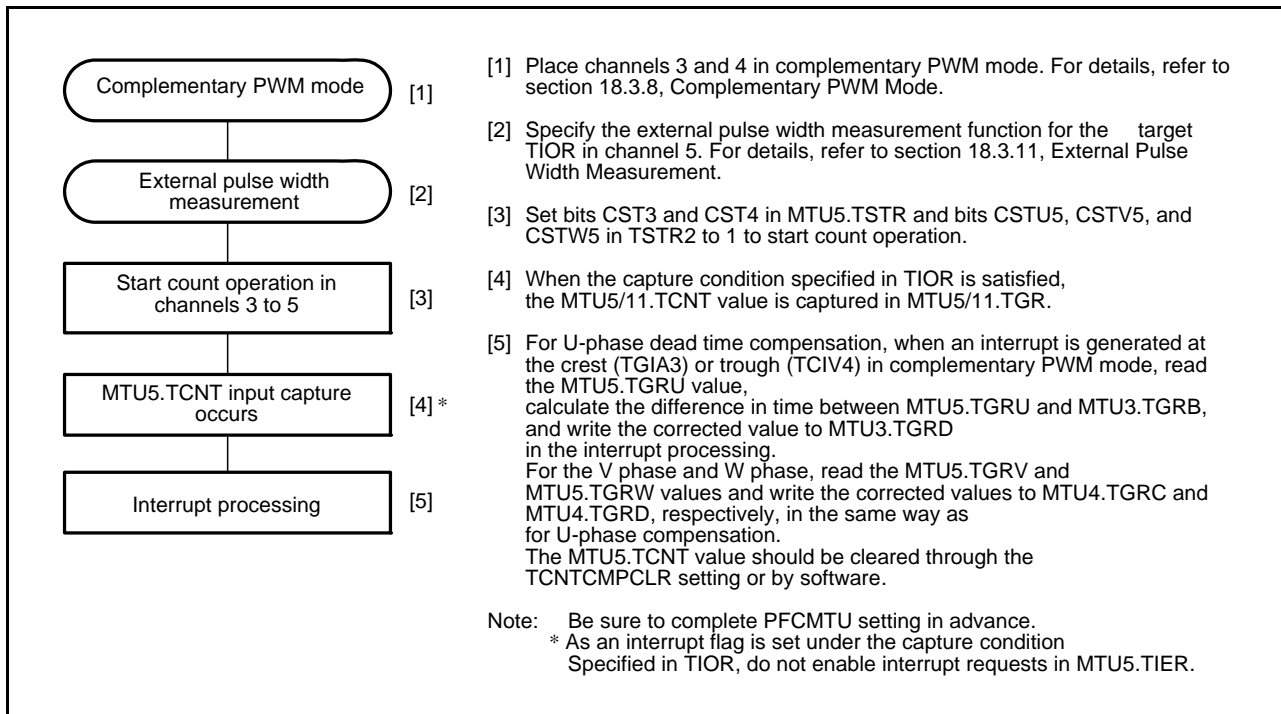 Complementary PWM mode
[1]
External pulse width
measurement
[2]
Start count operation in
channels 3 to 5
[3]
MTU5.TCNT input capture
occurs
[4] *
Interrupt processing
[5]
[1] Place channels 3 and 4 in complementary PWM mode. For details, refer to
section 18.3.8, Complementary PWM Mode.
[2] Specify the external pulse width measurement function for the target
TIOR in channel 5. For details, refer to section 18.3.11, External Pulse
Width Measurement.
[3] Set bits CST3 and CST4 in MTU5.TSTR and bits CSTU5, CSTV5, and
CSTW5 in TSTR2 to 1 to start count operation.
[4] When the capture condition specified in TIOR is satisfied,
the MTU5/11.TCNT value is captured in MTU5/11.TGR.
[5] For U-phase dead time compensation, when an interrupt is generated at
the crest (TGIA3) or trough (TCIV4) in complementary PWM mode, read
the MTU5.TGRU value,
calculate the difference in time between MTU5.TGRU and MTU3.TGRB,
and write the corrected value to MTU3.TGRD
in the interrupt processing.
For the V phase and W phase, read the MTU5.TGRV and
MTU5.TGRW values and write the corrected values to MTU4.TGRC and
MTU4.TGRD, respectively, in the same way as
for U-phase compensation.
The MTU5.TCNT value should be cleared through the
TCNTCMPCLR setting or by software.
Note: Be sure to complete PFCMTU setting in advance.
* As an interrupt flag is set under the capture condition
Specified in TIOR, do not enable interrupt requests in MTU5.TIER.